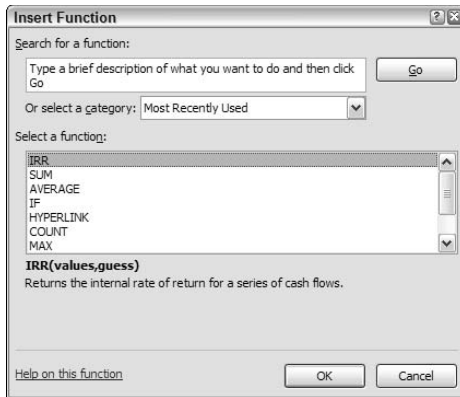 Insert Function
Search for a function:
Type a brief description of what you want to do and then click
Go
Go
Or select a category: Most Recently Used
Select a function:
IRR
SUM
AVERAGE
IF
HYPERLINK
COUNT
MAX
IRR(values,guess)
Returns the internal rate of return for a series of cash flows.
Help on this function
OK
Cancel